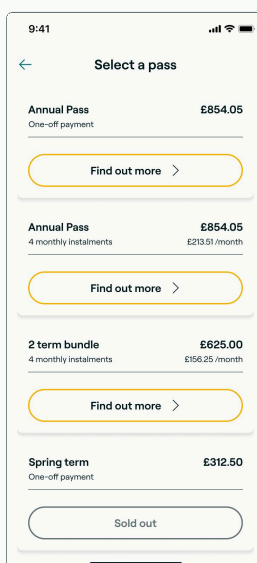 9:41
Select a pass
Annual Pass £854.05
One-off payment
Find out more
Annual Pass £854.05
4 monthly instalments £213.51 /month
Find out more
2 term bundle £625.00
4 monthly instalments £156.25 /month
Find out more
Spring term £312.50
One-off payment
Sold out